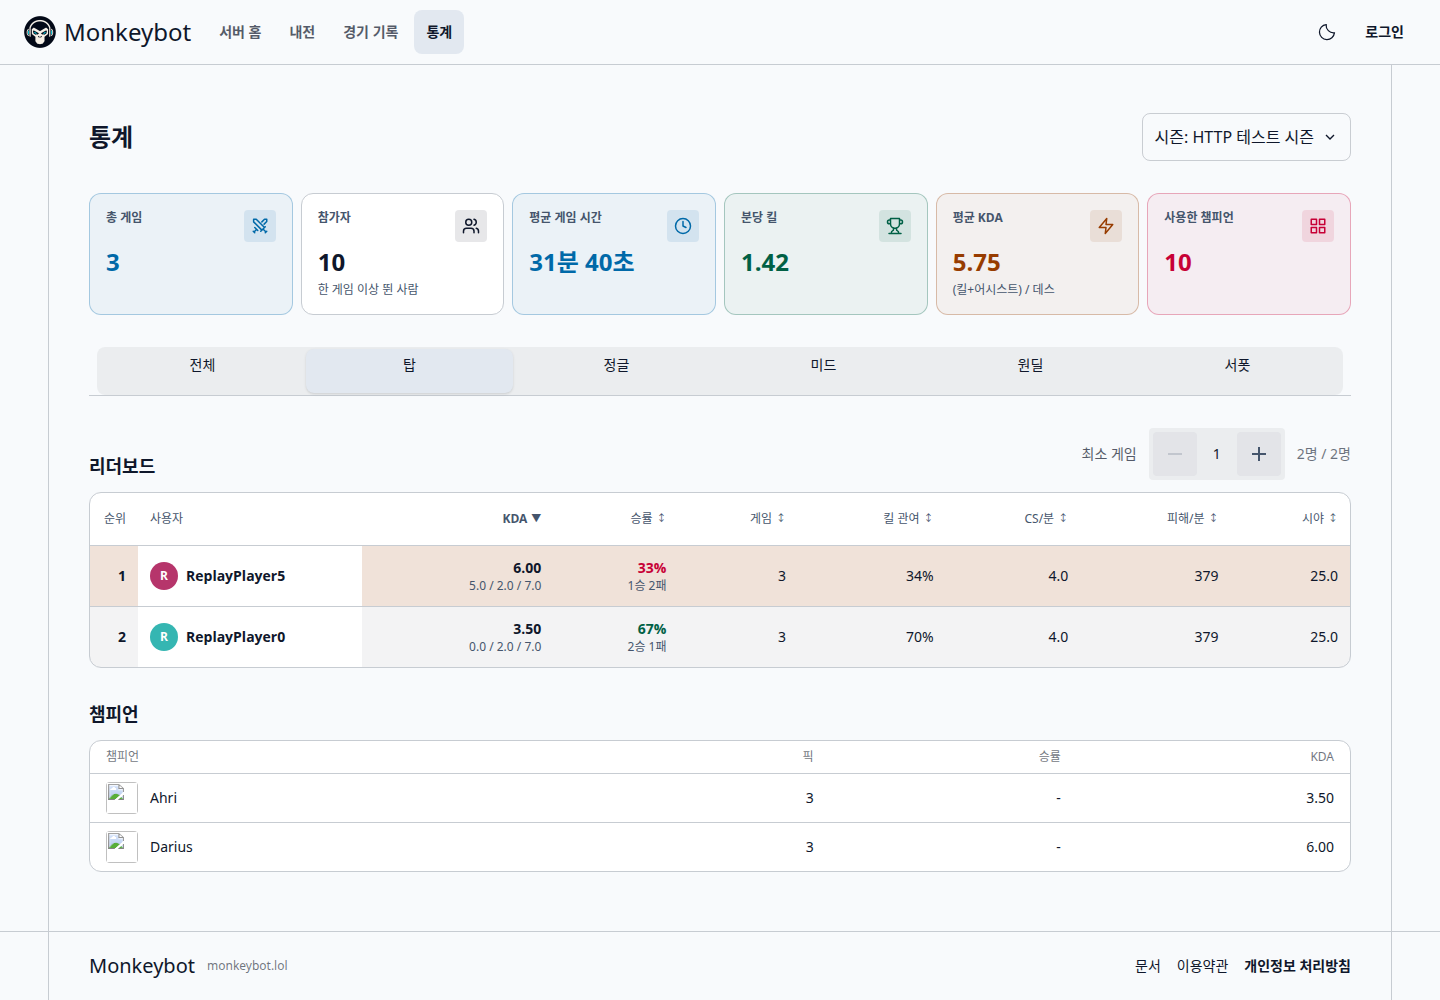 Monkeybot 서버 홈 내전 경기 기록 통계 로그인
통계 시즌: HTTP 테스트 시즌
총 게임 참가자 평균 게임 시간 분당 킬 평균 KDA 사용한 챔피언
3 10 31분 40초 1.42 5.75 10
한 게임 이상 뛴 사람 (킬+어시스트) / 데스
전체 탑 정글 미드 원딜 서폿
리더보드 최소 게임 1 2명 / 2명
순위 사용자 KDA ▼ 승률 ↕ 게임 ↕ 킬 관여 ↕ CS/분 ↕ 피해/분 ↕ 시야 ↕
1 R ReplayPlayer5 6.00 33% 3 34% 4.0 379 25.0
5.0 / 2.0 / 7.0 1승 2패
2 R ReplayPlayer0 3.50 67% 3 70% 4.0 379 25.0
0.0 / 2.0 / 7.0 2승 1패
챔피언
챔피언 픽 승률 KDA
Ahri 3 - 3.50
Darius 3 - 6.00
Monkeybot monkeybot.lol 문서 이용약관 개인정보 처리방침